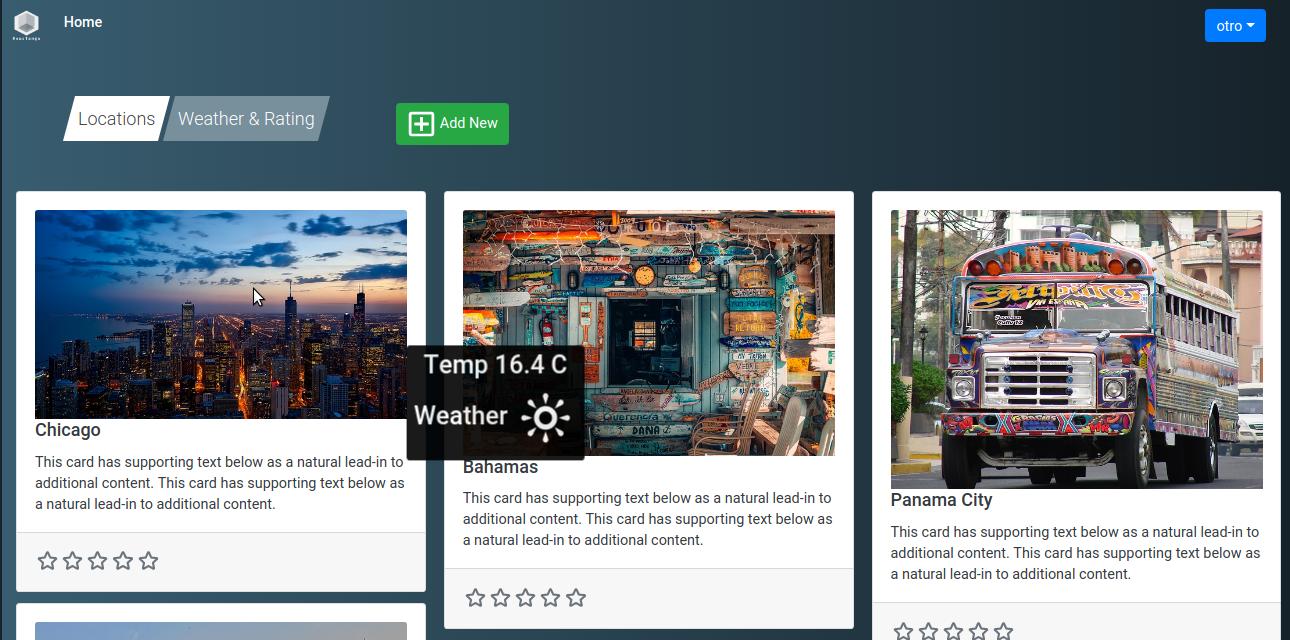 Home
otro
Locations
Weather & Rating
Add New
Temp 16.4 C
Weather
Chicago
This card has supporting text below as a natural lead-in to
additional content. This card has supporting text below as
a natural lead-in to additional content.
DANA
Bahamas
This card has supporting text below as a natural lead-in to
additional content. This card has supporting text below as
a natural lead-in to additional content.
VIA ESPAÑA
Panama City
This card has supporting text below as a natural lead-in to
additional content. This card has supporting text below as
a natural lead-in to additional content.